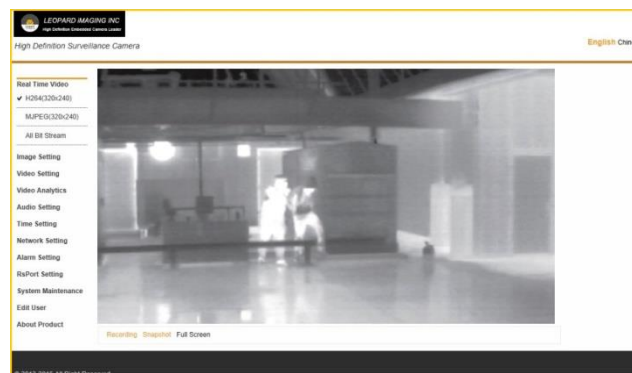 LEOPARD IMAGING INC
High Definition Embedded Camera Leader
High Definition Surveillance Camera
English Chin
Real Time Video
✔ H264(320x240)
MJPEG(320x240)
All Bit Stream
Image Setting
Video Setting
Video Analytics
Audio Setting
Time Setting
Network Setting
Alarm Setting
RsPort Setting
System Maintenance
Edit User
About Product
Recording Snapshot Full Screen